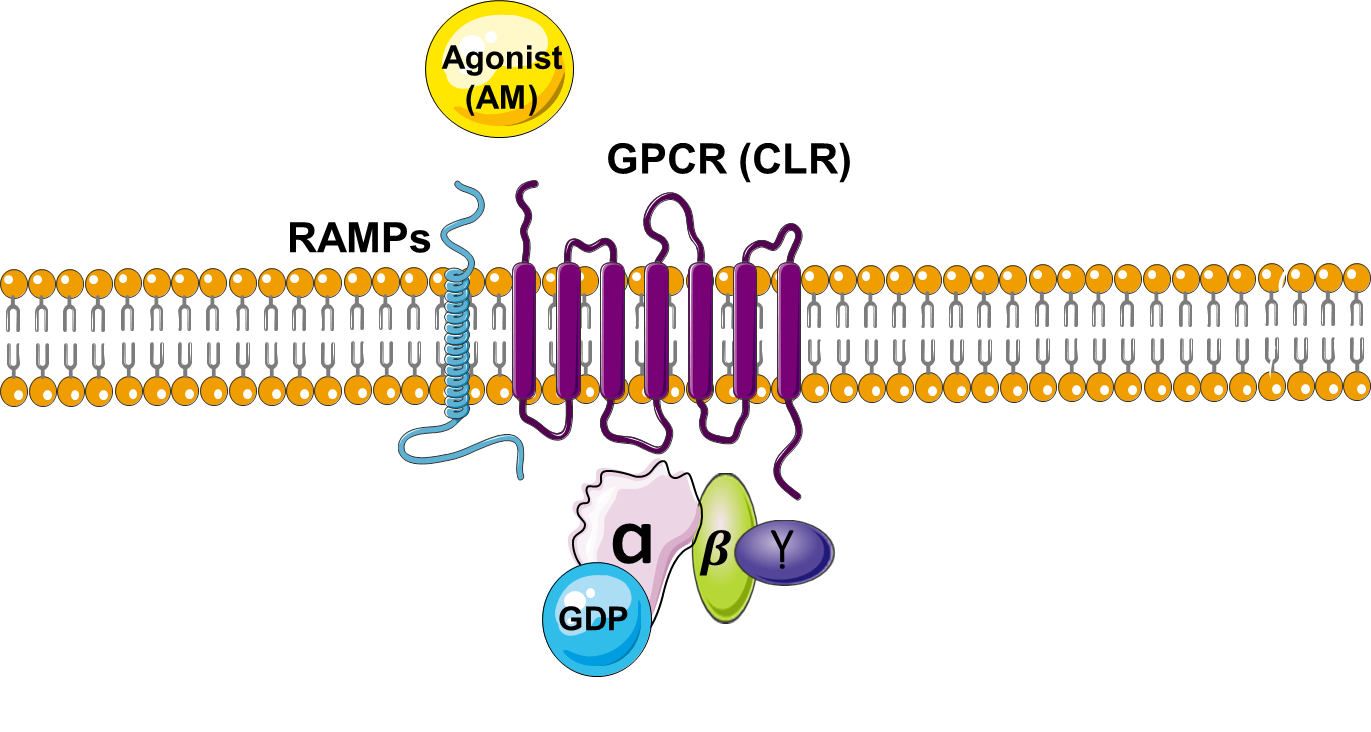 Agonist
(AM)
GPCR (CLR)
RAMPs
α
β
γ
GDP